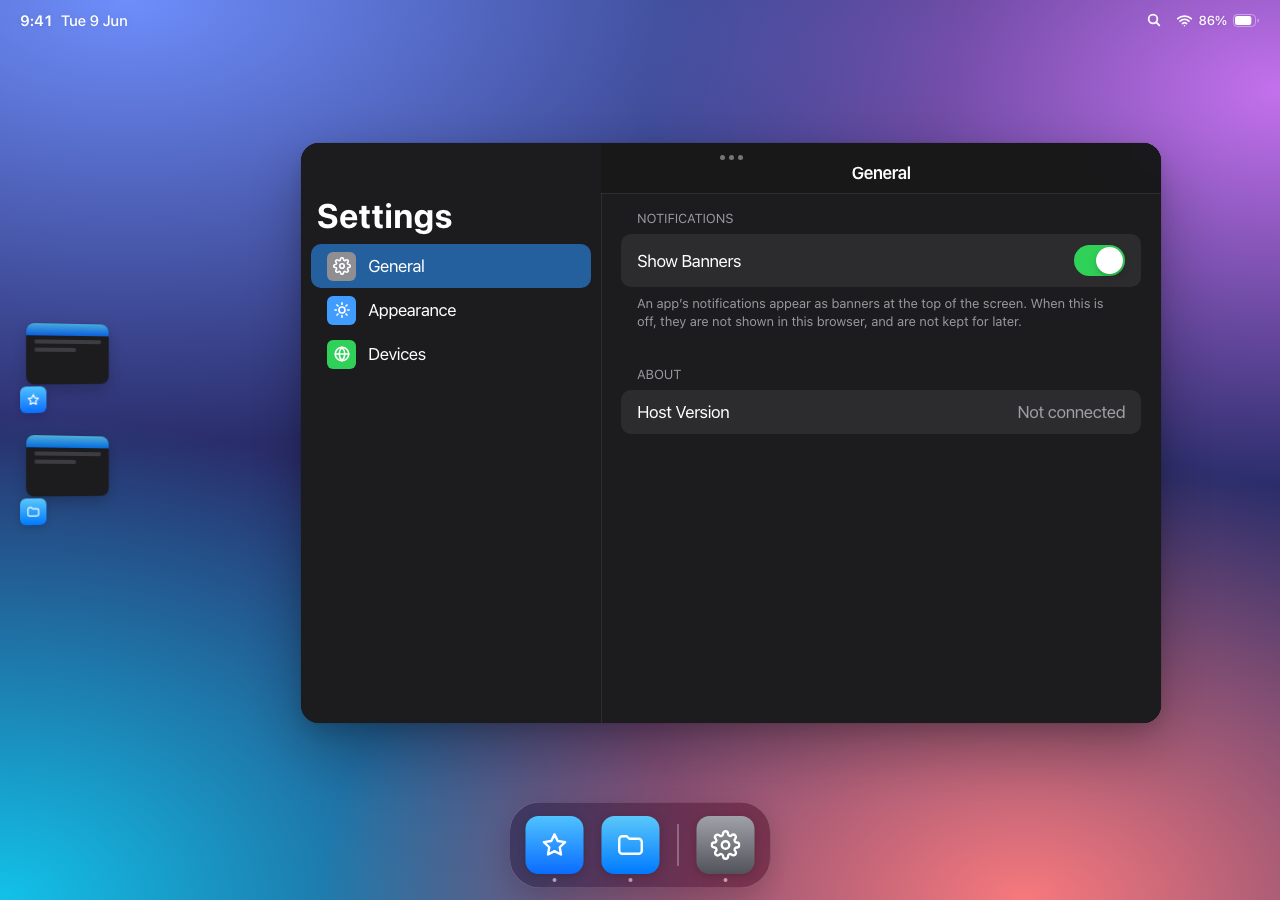 9:41 Tue 9 Jun
86%
General
Settings
General
Appearance
Devices
NOTIFICATIONS
Show Banners
An app's notifications appear as banners at the top of the screen. When this is
off, they are not shown in this browser, and are not kept for later.
ABOUT
Host Version Not connected